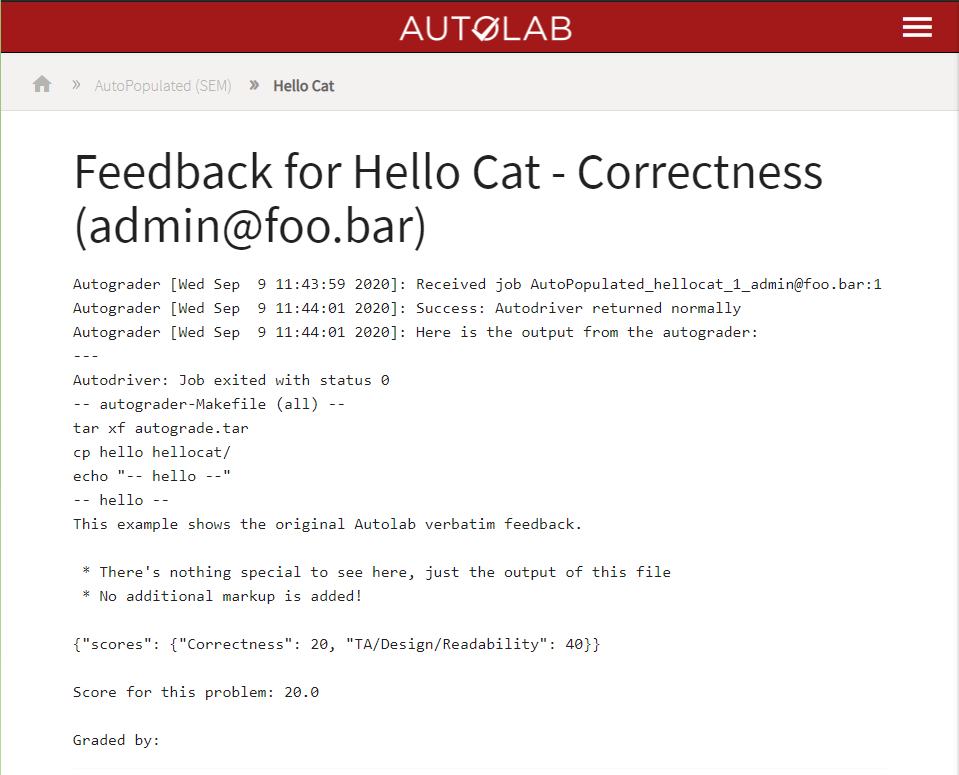 AUTOLAB
» AutoPopulated (SEM) » Hello Cat
Feedback for Hello Cat - Correctness
(admin@foo.bar)
Autograder [Wed Sep  9 11:43:59 2020]: Received job AutoPopulated_hellocat_1_admin@foo.bar:1
Autograder [Wed Sep  9 11:44:01 2020]: Success: Autodriver returned normally
Autograder [Wed Sep  9 11:44:01 2020]: Here is the output from the autograder:
---
Autodriver: Job exited with status 0
-- autograder-Makefile (all) --
tar xf autograde.tar
cp hello hellocat/
echo "-- hello --"
-- hello --
This example shows the original Autolab verbatim feedback.
* There's nothing special to see here, just the output of this file
* No additional markup is added!
{"scores": {"Correctness": 20, "TA/Design/Readability": 40}}
Score for this problem: 20.0
Graded by: